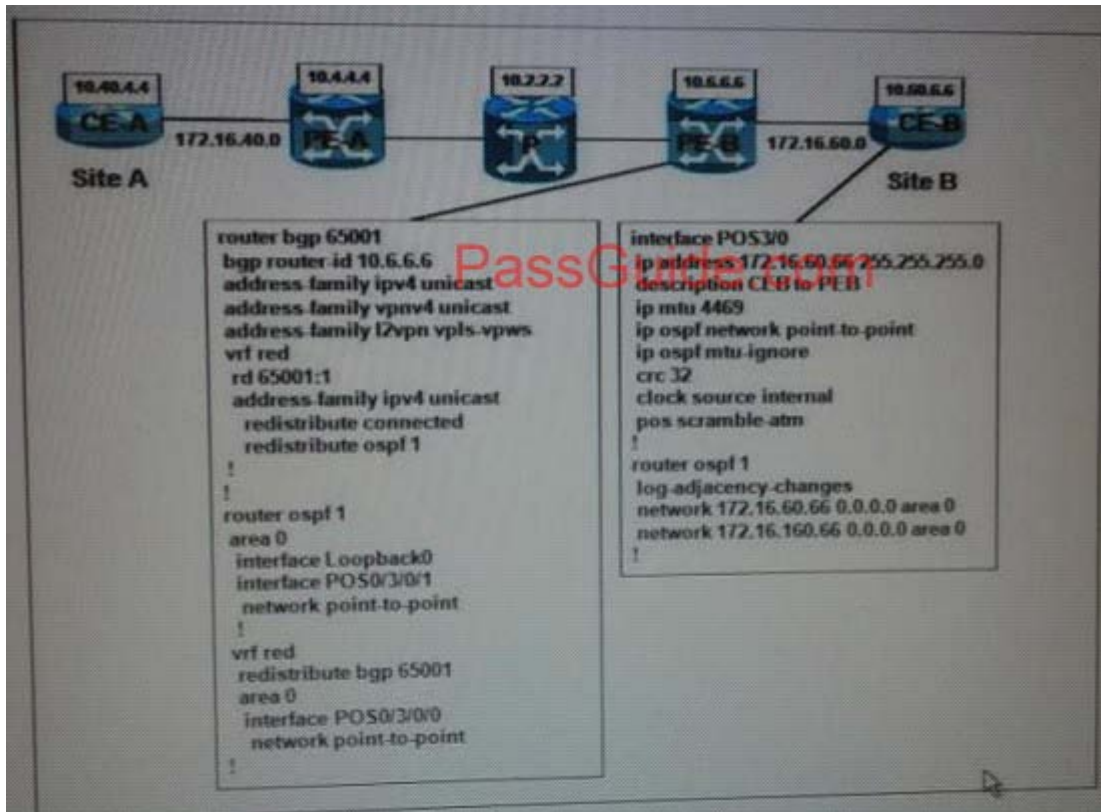 10.40.4.4
10.4.4.4
10.2.2.2
10.6.6.6
10.60.6.6
CE-A
PE-A
P
PE-B
CE-B
172.16.40.0
172.16.60.0
Site A
Site B
router bgp 65001
bgp router-id 10.6.6.6
address-family ipv4 unicast
address-family vpnv4 unicast
address-family l2vpn vpls-vpws
vrf red
rd 65001:1
address-family ipv4 unicast
redistribute connected
redistribute ospf 1
!
!
router ospf 1
area 0
interface Loopback0
interface POS0/3/0/1
network point-to-point
!
vrf red
redistribute bgp 65001
area 0
interface POS0/3/0/0
network point-to-point
!
interface POS3/0
ip address 172.16.60.66 255.255.255.0
description CEB to PEB
ip mtu 4469
ip ospf network point-to-point
ip ospf mtu-ignore
crc 32
clock source internal
pos scramble-atm
!
router ospf 1
log-adjacency-changes
network 172.16.60.66 0.0.0.0 area 0
network 172.16.160.66 0.0.0.0 area 0
!
PassGuide.com